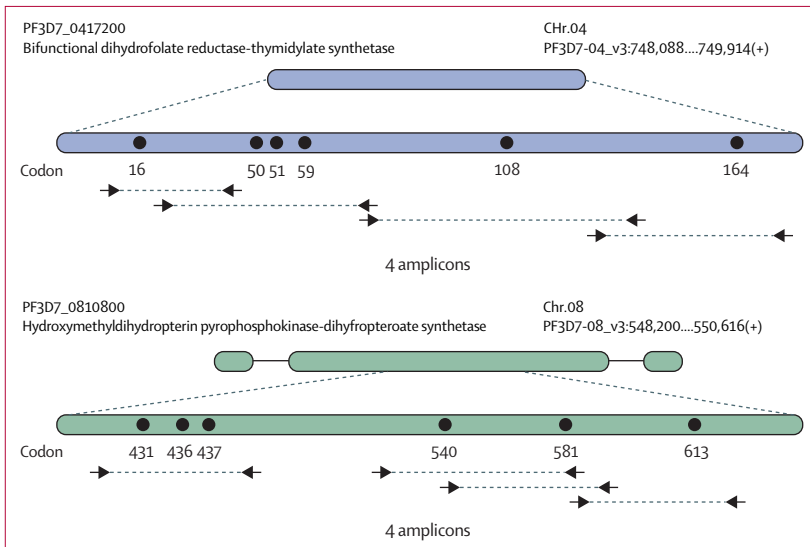 PF3D7_0417200 CHr.04
Bifunctional dihydrofolate reductase-thymidylate synthetase PF3D7-04_v3:748,088....749,914(+)
Codon 16 50 51 59 108 164
4 amplicons
PF3D7_0810800 Chr.08
Hydroxymethyldihydropterin pyrophosphokinase-dihyfropteroate synthetase PF3D7-08_v3:548,200....550,616(+)
Codon 431 436 437 540 581 613
4 amplicons